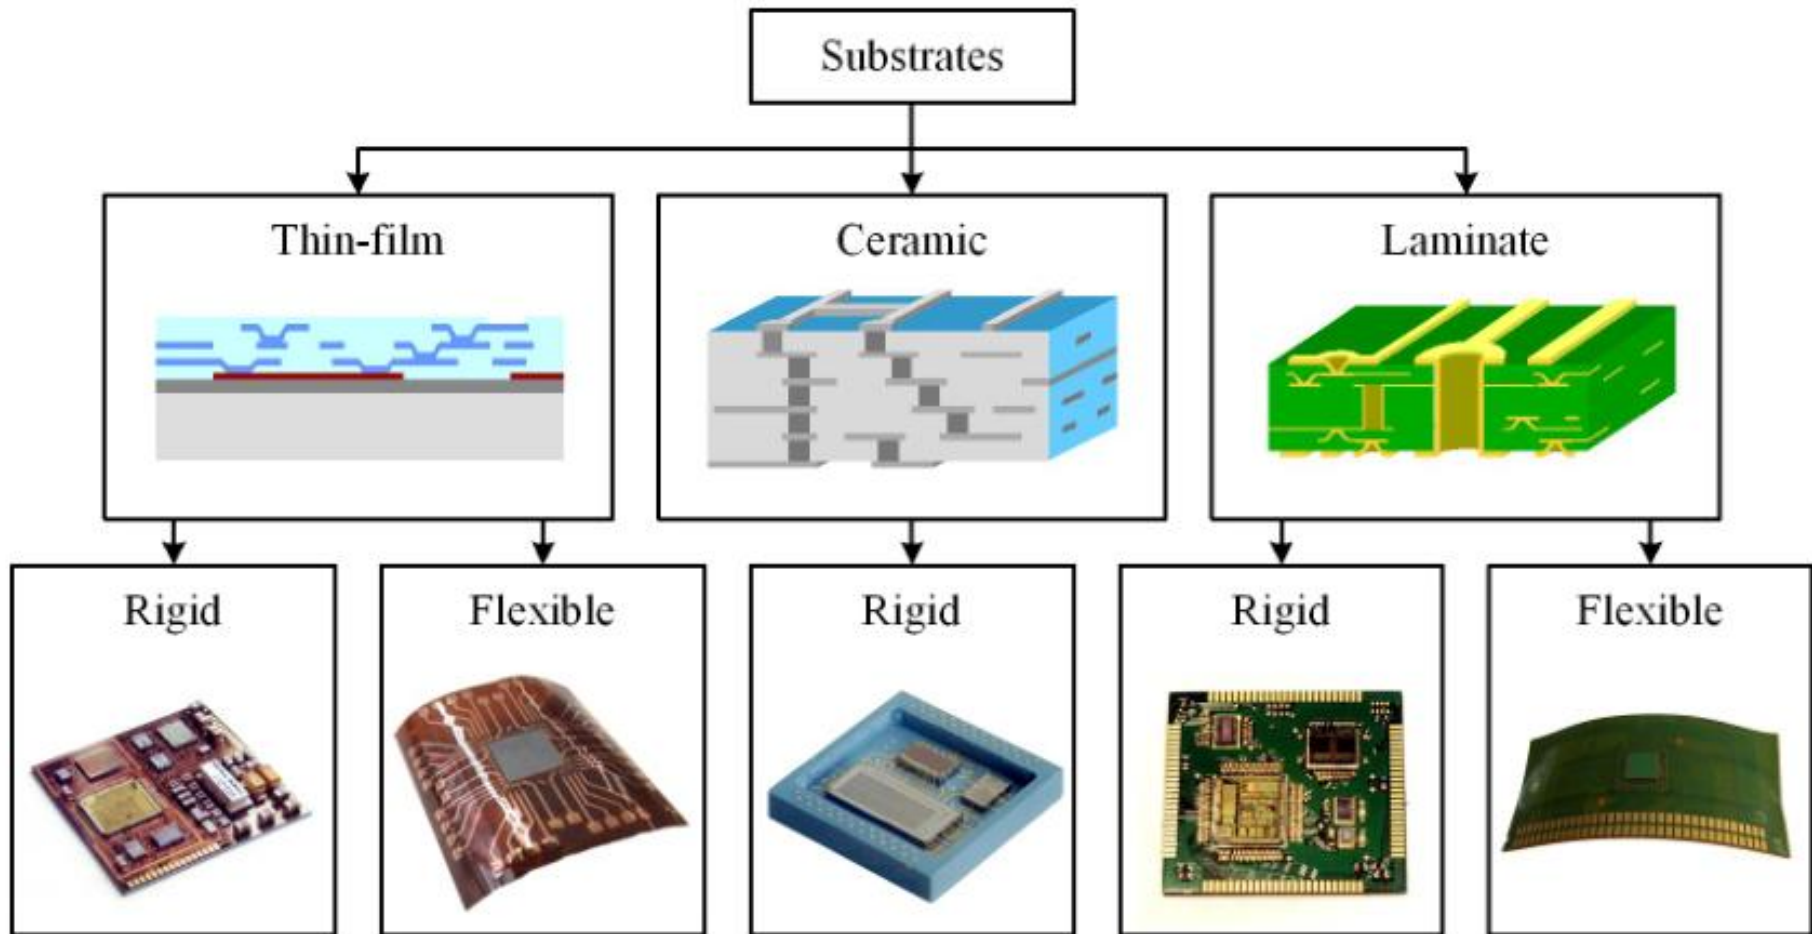 Substrates
Thin-film
Ceramic
Laminate
Rigid
Flexible
Rigid
Rigid
Flexible